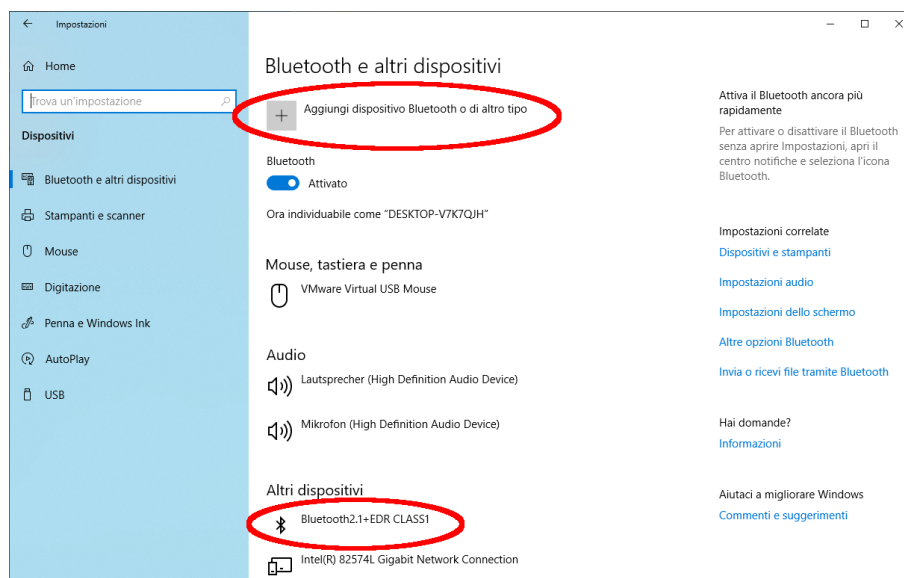 Impostazioni
Home
Trova un'impostazione
Dispositivi
Bluetooth e altri dispositivi
Stampanti e scanner
Mouse
Digitazione
Penna e Windows Ink
AutoPlay
USB
Bluetooth e altri dispositivi
Aggiungi dispositivo Bluetooth o di altro tipo
Bluetooth
Attivato
Ora individuabile come “DESKTOP-V7K7QJH”
Mouse, tastiera e penna
VMware Virtual USB Mouse
Audio
Lautsprecher (High Definition Audio Device)
Mikrofon (High Definition Audio Device)
Altri dispositivi
Bluetooth2.1+EDR CLASS1
Intel(R) 82574L Gigabit Network Connection
Attiva il Bluetooth ancora più
rapidamente
Per attivare o disattivare il Bluetooth
senza aprire Impostazioni, apri il
centro notifiche e seleziona l'icona
Bluetooth.
Impostazioni correlate
Dispositivi e stampanti
Impostazioni audio
Impostazioni dello schermo
Altre opzioni Bluetooth
Invia o ricevi file tramite Bluetooth
Hai domande?
Informazioni
Aiutaci a migliorare Windows
Commenti e suggerimenti